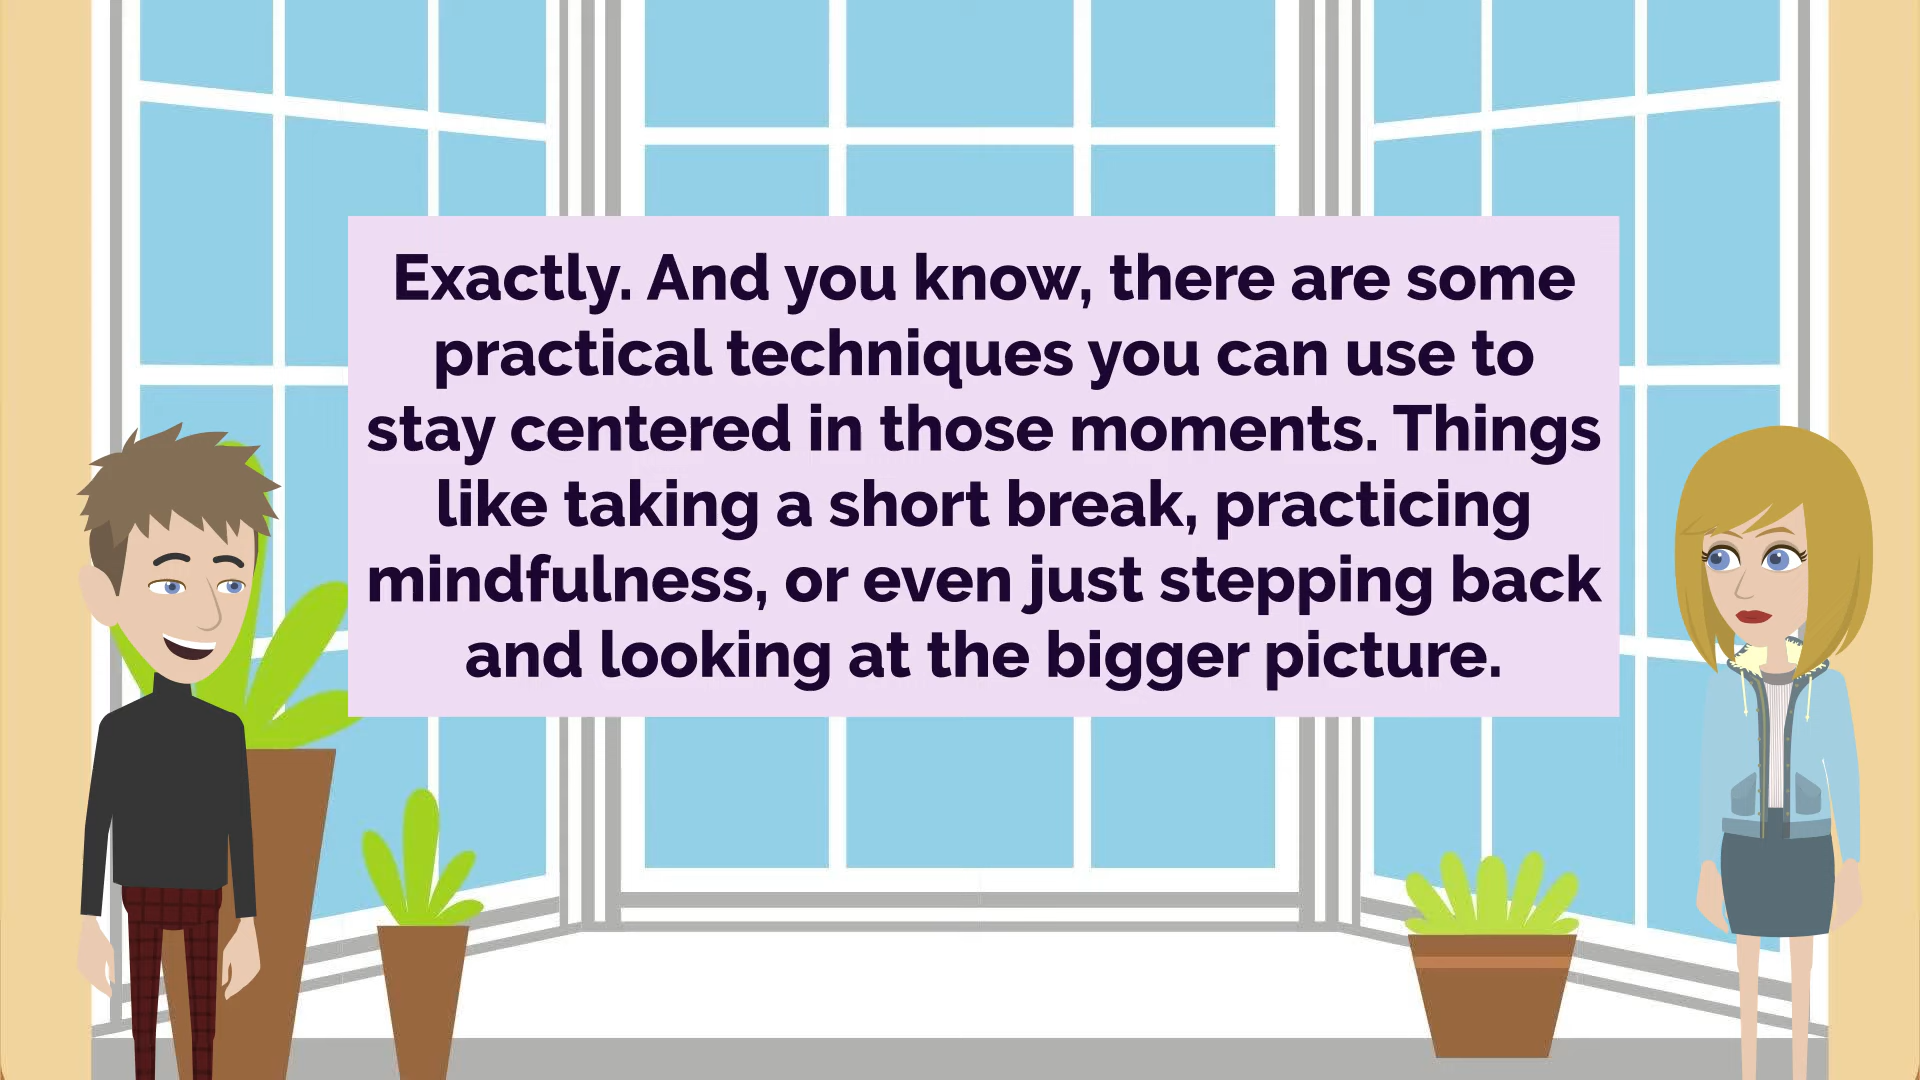 Exactly. And you know, there are some
practical techniques you can use to
stay centered in those moments. Things
like taking a short break, practicing
mindfulness, or even just stepping back
and looking at the bigger picture.